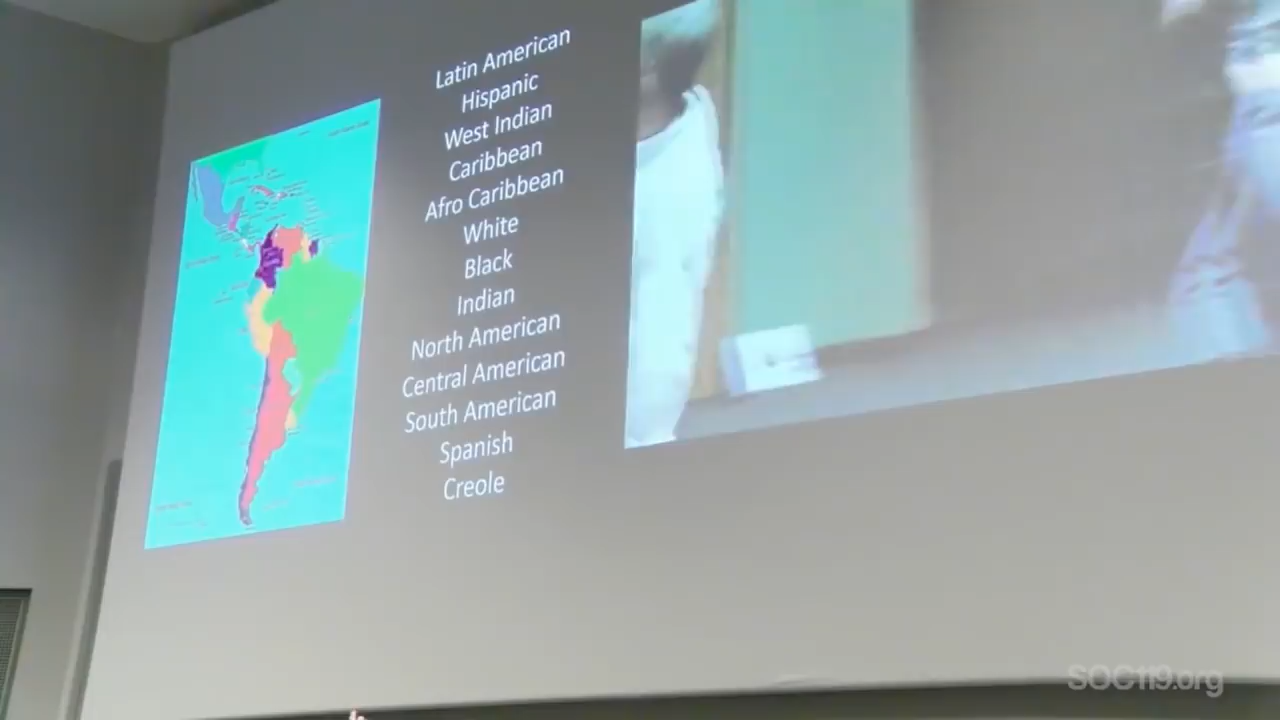 Latin American
Hispanic
West Indian
Caribbean
Afro Caribbean
White
Black
Indian
North American
Central American
South American
Spanish
Creole
SOC119.org